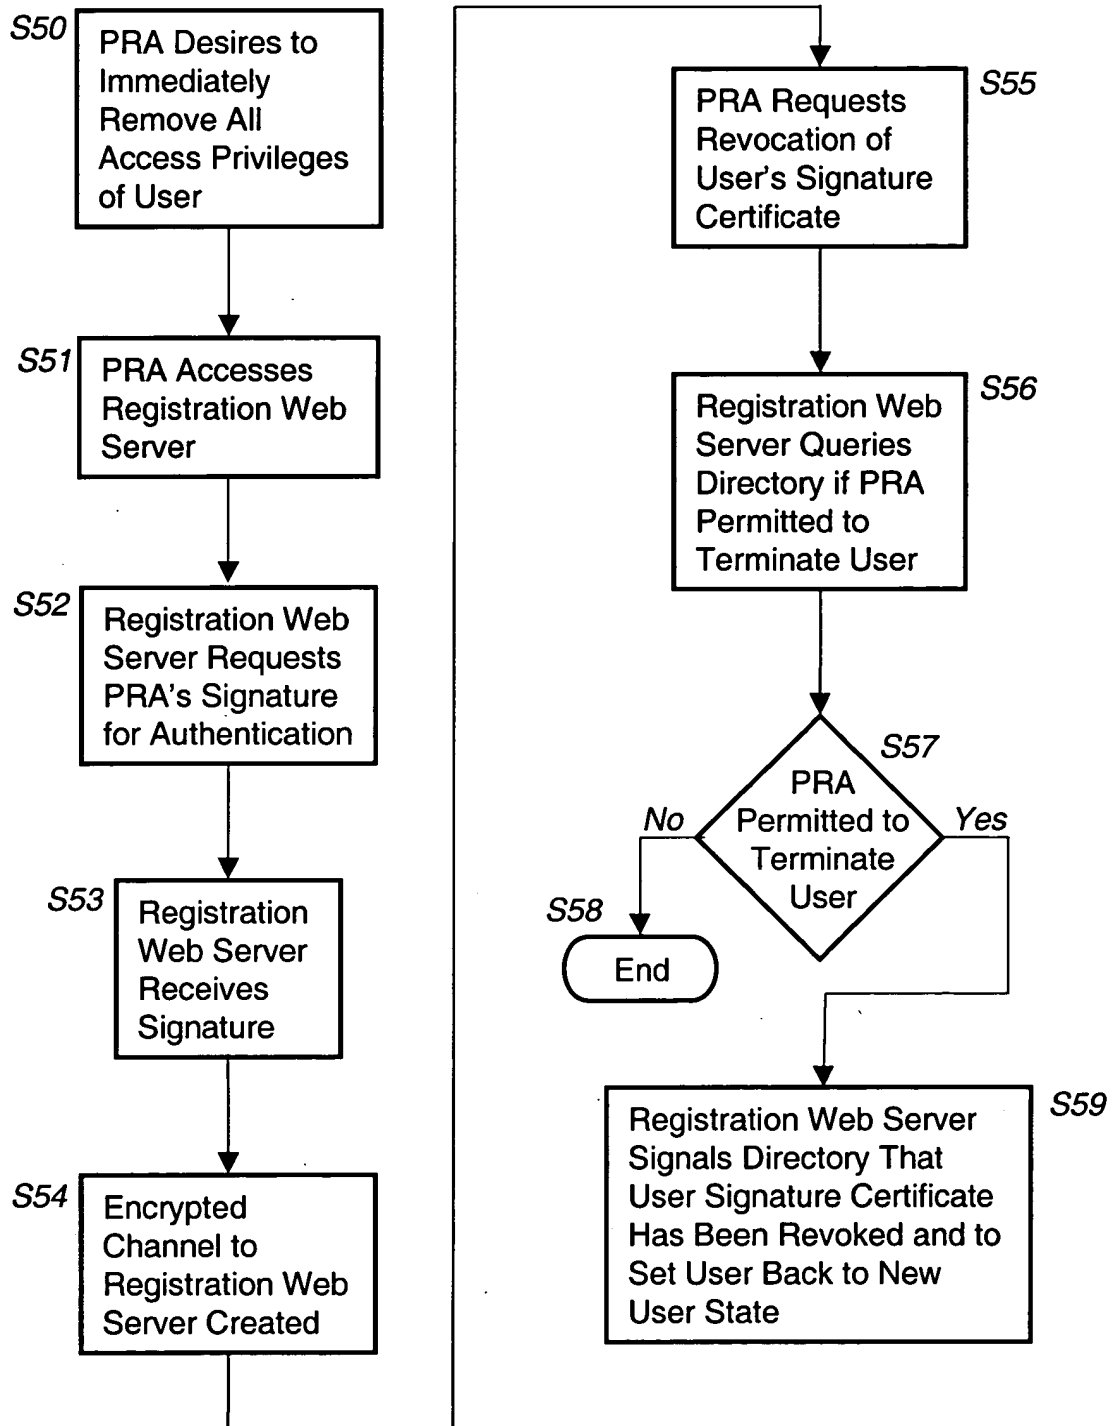 S50
PRA Desires to
Immediately
Remove All
Access Privileges
of User
S51
PRA Accesses
Registration Web
Server
S52
Registration Web
Server Requests
PRA's Signature
for Authentication
S53
Registration
Web Server
Receives
Signature
S54
Encrypted
Channel to
Registration Web
Server Created
S55
PRA Requests
Revocation of
User's Signature
Certificate
S56
Registration Web
Server Queries
Directory if PRA
Permitted to
Terminate User
S57
PRA
Permitted to
Terminate
User
No
Yes
S58
End
S59
Registration Web Server
Signals Directory That
User Signature Certificate
Has Been Revoked and to
Set User Back to New
User State